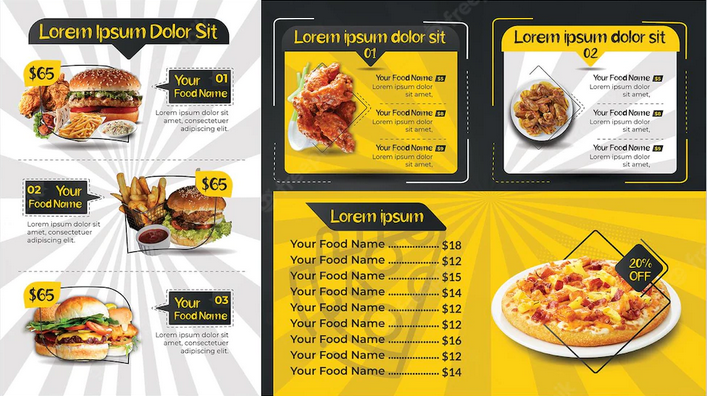 Lorem Ipsum Dolor Sit
$65
Your 01
Food Name
Lorem ipsum dolor sit
amet, consectetuer
adipiscing elit.
02 Your
Food Name
$65
Lorem ipsum dolor sit
amet, consectetuer
adipiscing elit.
$65
Your 03
Food Name
Lorem ipsum dolor sit
amet, consectetuer
adipiscing elit.
Lorem ipsum dolor sit
01
Your Food Name $5
Lorem ipsum dolor
sit amet,
Your Food Name $9
Lorem ipsum dolor
sit amet,
Your Food Name $9
Lorem ipsum dolor
sit amet,
Lorem ipsum dolor sit
02
Your Food Name $5
Lorem ipsum dolor
sit amet,
Your Food Name $9
Lorem ipsum dolor
sit amet,
Your Food Name $9
Lorem ipsum dolor
sit amet,
Lorem ipsum
Your Food Name ............... $18
Your Food Name ............... $12
Your Food Name ............... $15
Your Food Name ............... $14
Your Food Name ............... $12
Your Food Name ............... $12
Your Food Name ............... $16
Your Food Name ............... $12
Your Food Name ............... $14
20%
OFF